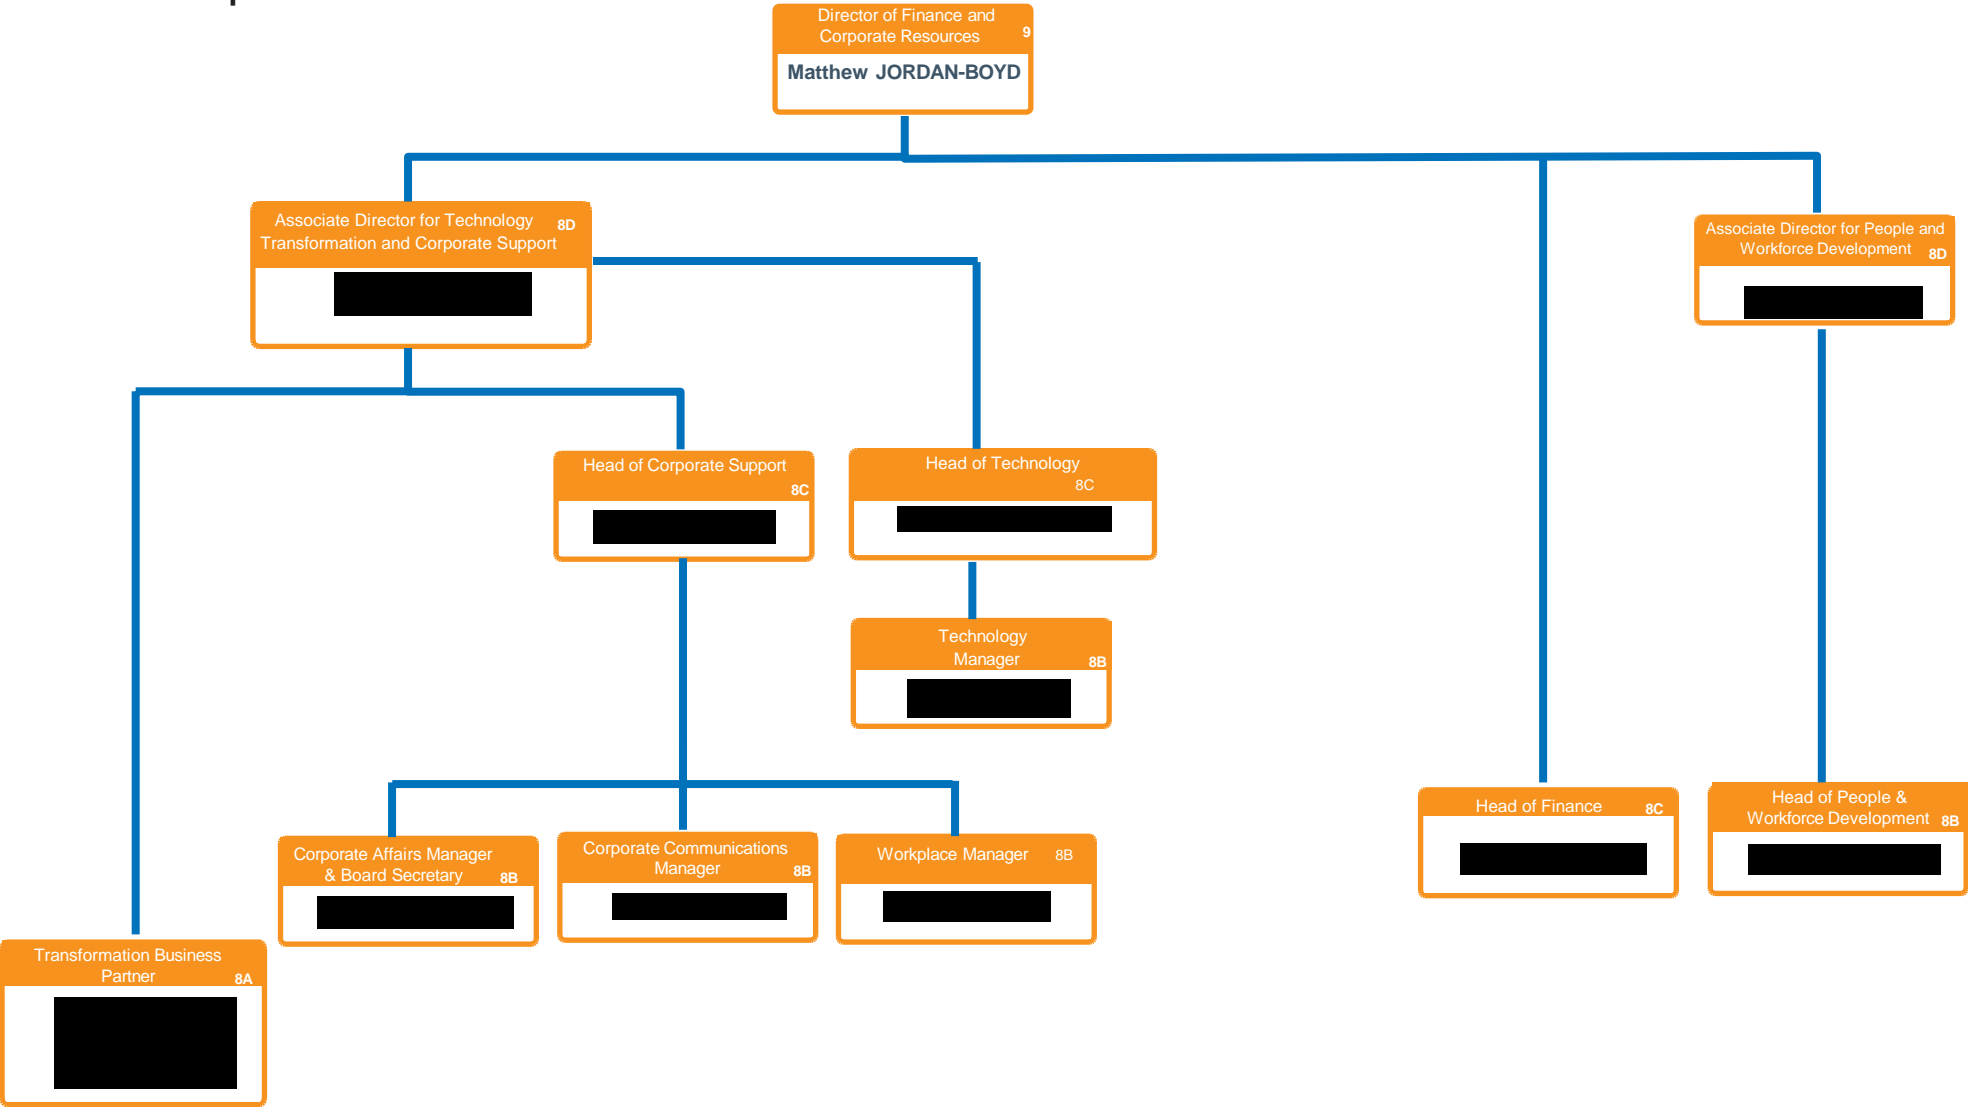 Director of Finance and
Corporate Resources 9
Matthew JORDAN-BOYD
Associate Director for Technology 8D
Transformation and Corporate Support
Associate Director for People and
Workforce Development 8D
Head of Corporate Support
8C
Head of Technology
8C
Technology
Manager 8B
Head of Finance 8C
Head of People &
Workforce Development 8B
Corporate Affairs Manager
& Board Secretary 8B
Corporate Communications
Manager 8B
Workplace Manager 8B
Transformation Business
Partner 8A